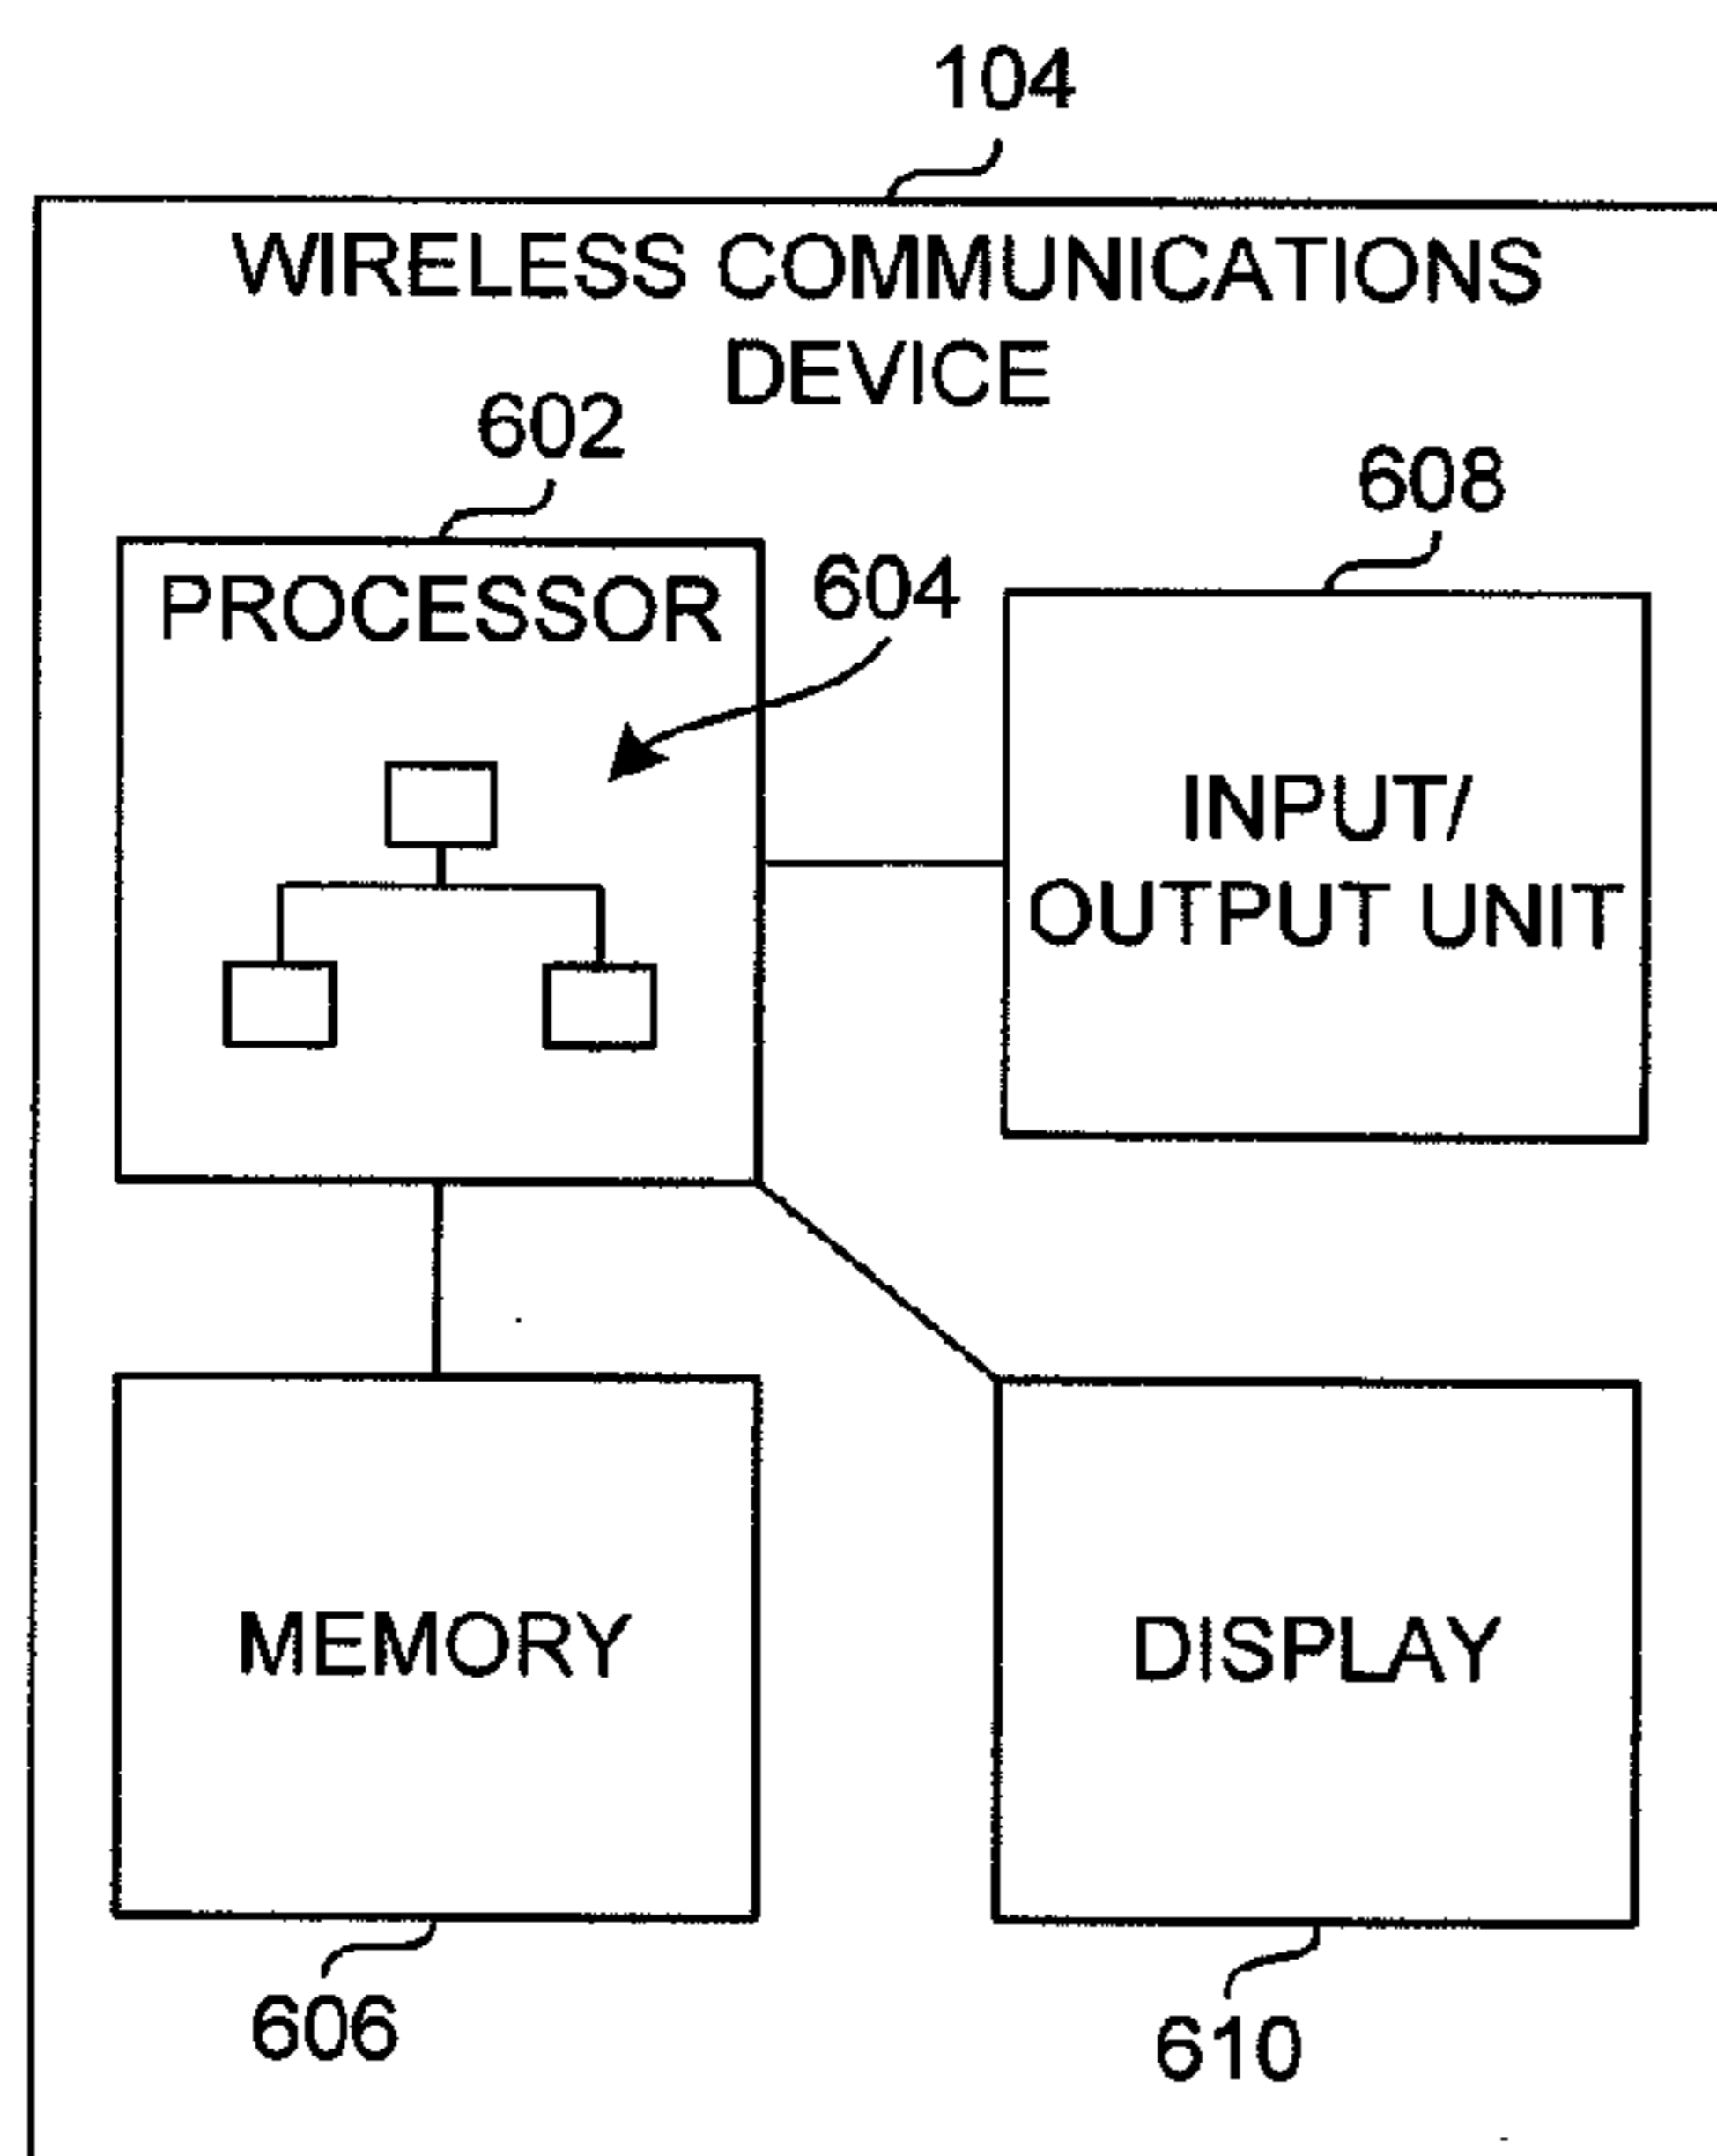 104
WIRELESS COMMUNICATIONS
DEVICE
602
608
PROCESSOR
604
INPUT/
OUTPUT UNIT
MEMORY
DISPLAY
606
610